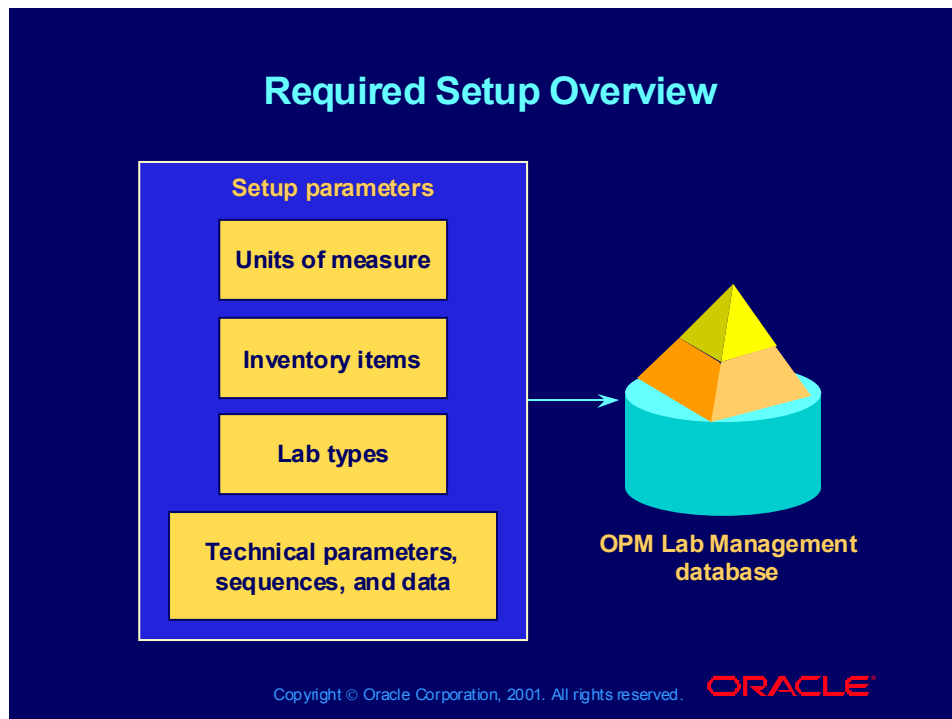 Required Setup Overview
Setup parameters
Units of measure
Inventory items
Lab types
Technical parameters,
sequences, and data
OPM Lab Management
database
Copyright © Oracle Corporation, 2001. All rights reserved.
ORACLE®